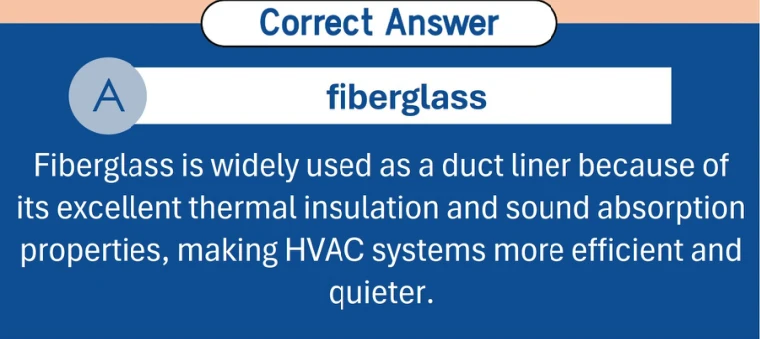 Correct Answer
A
fiberglass
Fiberglass is widely used as a duct liner because of
its excellent thermal insulation and sound absorption
properties, making HVAC systems more efficient and
quieter.